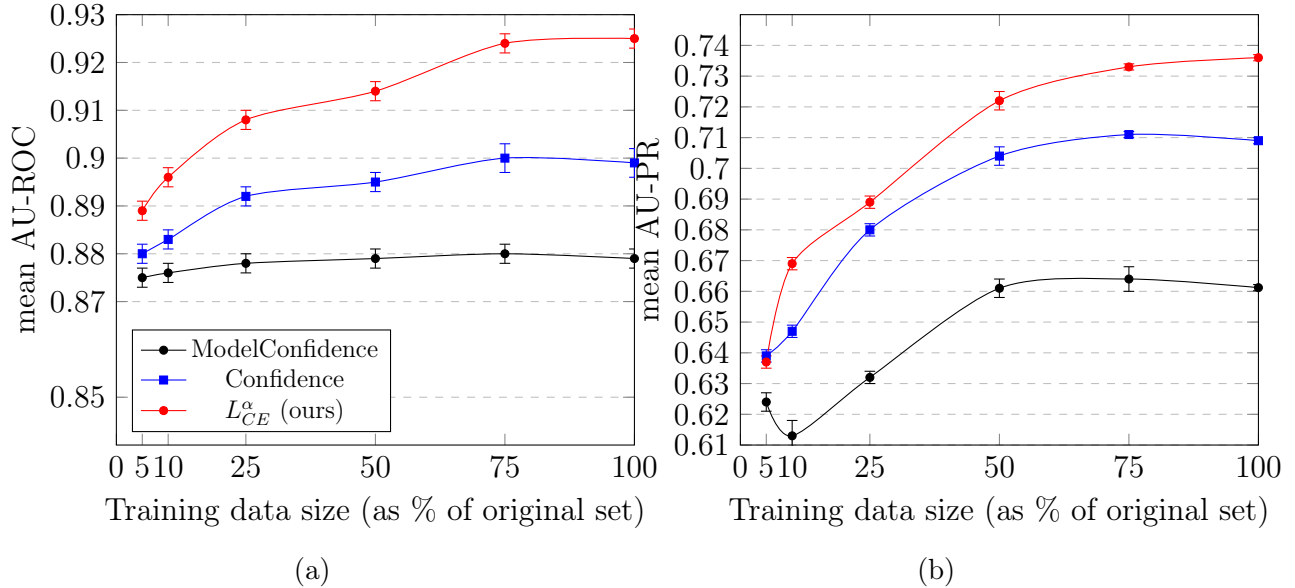 0.93
0.92
0.91
0.9
0.89
0.88
0.87
0.85
mean AU-ROC
ModelConfidence
Confidence
L^α_CE (ours)
0 5 10 25 50 75 100
Training data size (as % of original set)
(a)
0.74
0.73
0.72
0.71
0.7
0.69
0.68
0.67
0.66
0.65
0.64
0.63
0.62
0.61
mean AU-PR
0 5 10 25 50 75 100
Training data size (as % of original set)
(b)